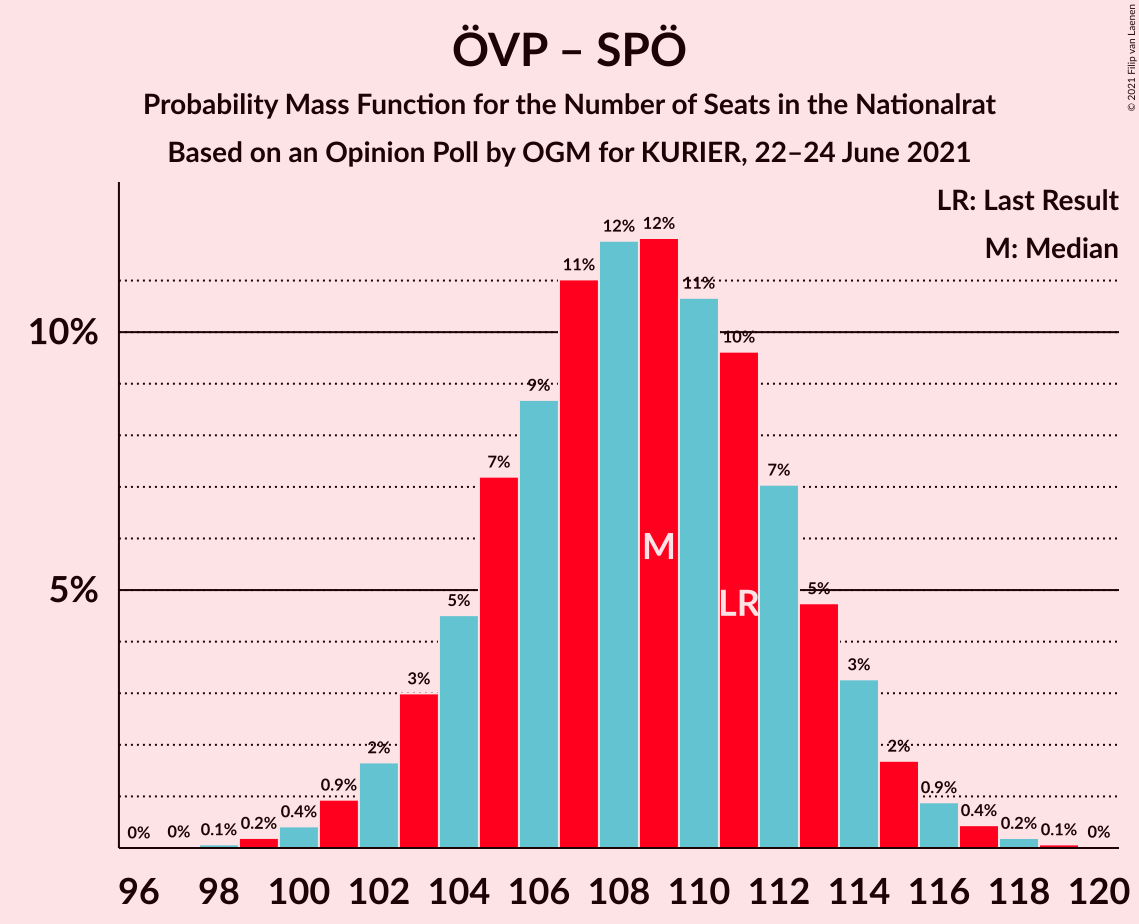 ÖVP – SPÖ
Probability Mass Function for the Number of Seats in the Nationalrat
Based on an Opinion Poll by OGM for KURIER, 22–24 June 2021
© 2021 Filip van Laenen
LR: Last Result
M: Median
10%
5%
0% 0% 0.1% 0.2% 0.4% 0.9% 2% 3% 5% 7% 9% 11% 12% 12% 11% 10% 7% 5% 3% 2% 0.9% 0.4% 0.2% 0.1% 0%
M
LR
96 98 100 102 104 106 108 110 112 114 116 118 120